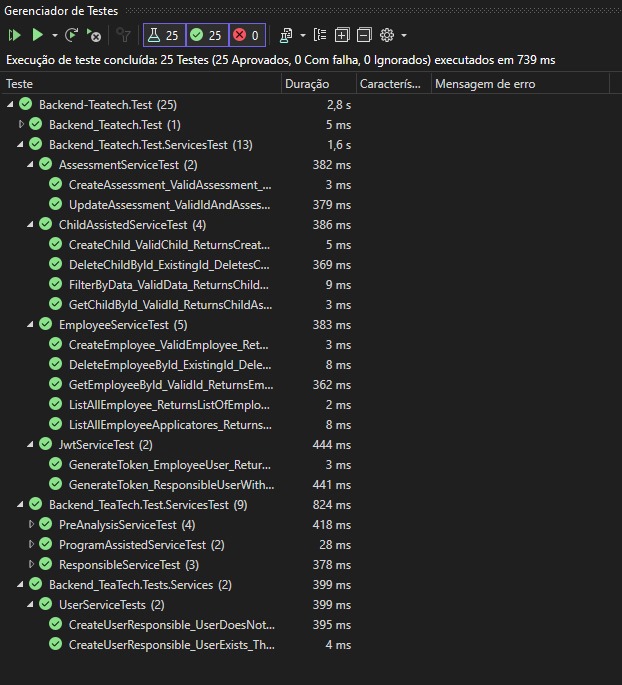 Gerenciador de Testes
25 25 0
Execução de teste concluída: 25 Testes (25 Aprovados, 0 Com falha, 0 Ignorados) executados em 739 ms
Teste Duração Caracterís... Mensagem de erro
Backend-Teatech.Test (25) 2,8 s
Backend_Teatech.Test (1) 5 ms
Backend_Teatech.Test.ServicesTest (13) 1,6 s
AssessmentServiceTest (2) 382 ms
CreateAssessment_ValidAssessment_... 3 ms
UpdateAssessment_ValidIdAndAsses... 379 ms
ChildAssistedServiceTest (4) 386 ms
CreateChild_ValidChild_ReturnsCreat... 5 ms
DeleteChildById_ExistingId_DeletesC... 369 ms
FilterByData_ValidData_ReturnsChild... 9 ms
GetChildById_ValidId_ReturnsChildAs... 3 ms
EmployeeServiceTest (5) 383 ms
CreateEmployee_ValidEmployee_Ret... 3 ms
DeleteEmployeeById_ExistingId_Dele... 8 ms
GetEmployeeById_ValidId_ReturnsEm... 362 ms
ListAllEmployee_ReturnsListOfEmplo... 2 ms
ListAllEmployeeApplicatores_Returns... 8 ms
JwtServiceTest (2) 444 ms
GenerateToken_EmployeeUser_Retur... 3 ms
GenerateToken_ResponsibleUserWith... 441 ms
Backend_TeaTech.Test.ServicesTest (9) 824 ms
PreAnalysisServiceTest (4) 418 ms
ProgramAssistedServiceTest (2) 28 ms
ResponsibleServiceTest (3) 378 ms
Backend_TeaTech.Tests.Services (2) 399 ms
UserServiceTests (2) 399 ms
CreateUserResponsible_UserDoesNot... 395 ms
CreateUserResponsible_UserExists_Th... 4 ms